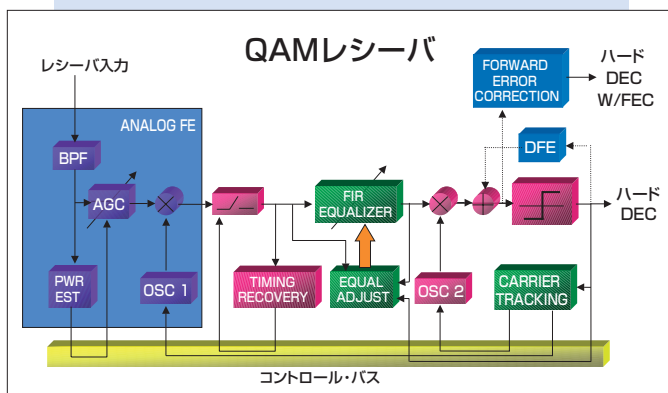 QAMレシーバ
レシーバ入力
ANALOG FE
BPF
AGC
PWR
EST
OSC 1
TIMING
RECOVERY
FIR
EQUALIZER
EQUAL
ADJUST
OSC 2
CARRIER
TRACKING
FORWARD
ERROR
CORRECTION
DFE
ハード
DEC
W/FEC
ハード
DEC
コントロール・バス